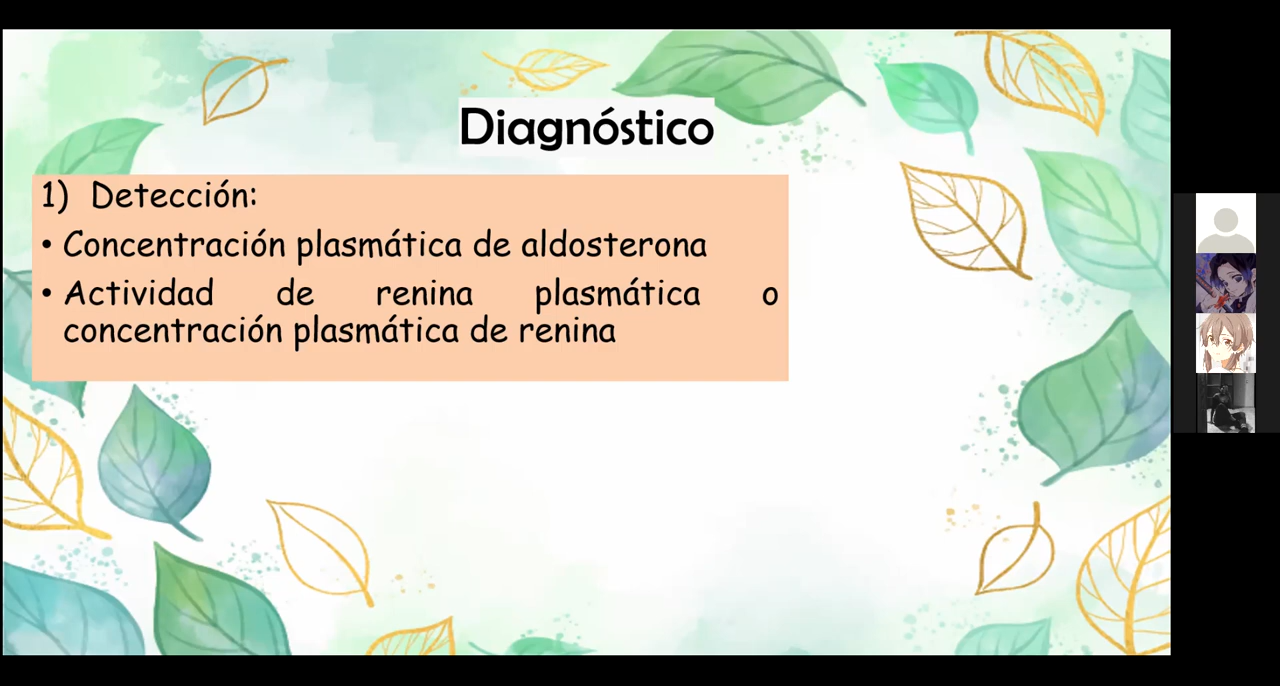 Diagnóstico
1) Detección:
• Concentración plasmática de aldosterona
• Actividad de renina plasmática o
concentración plasmática de renina